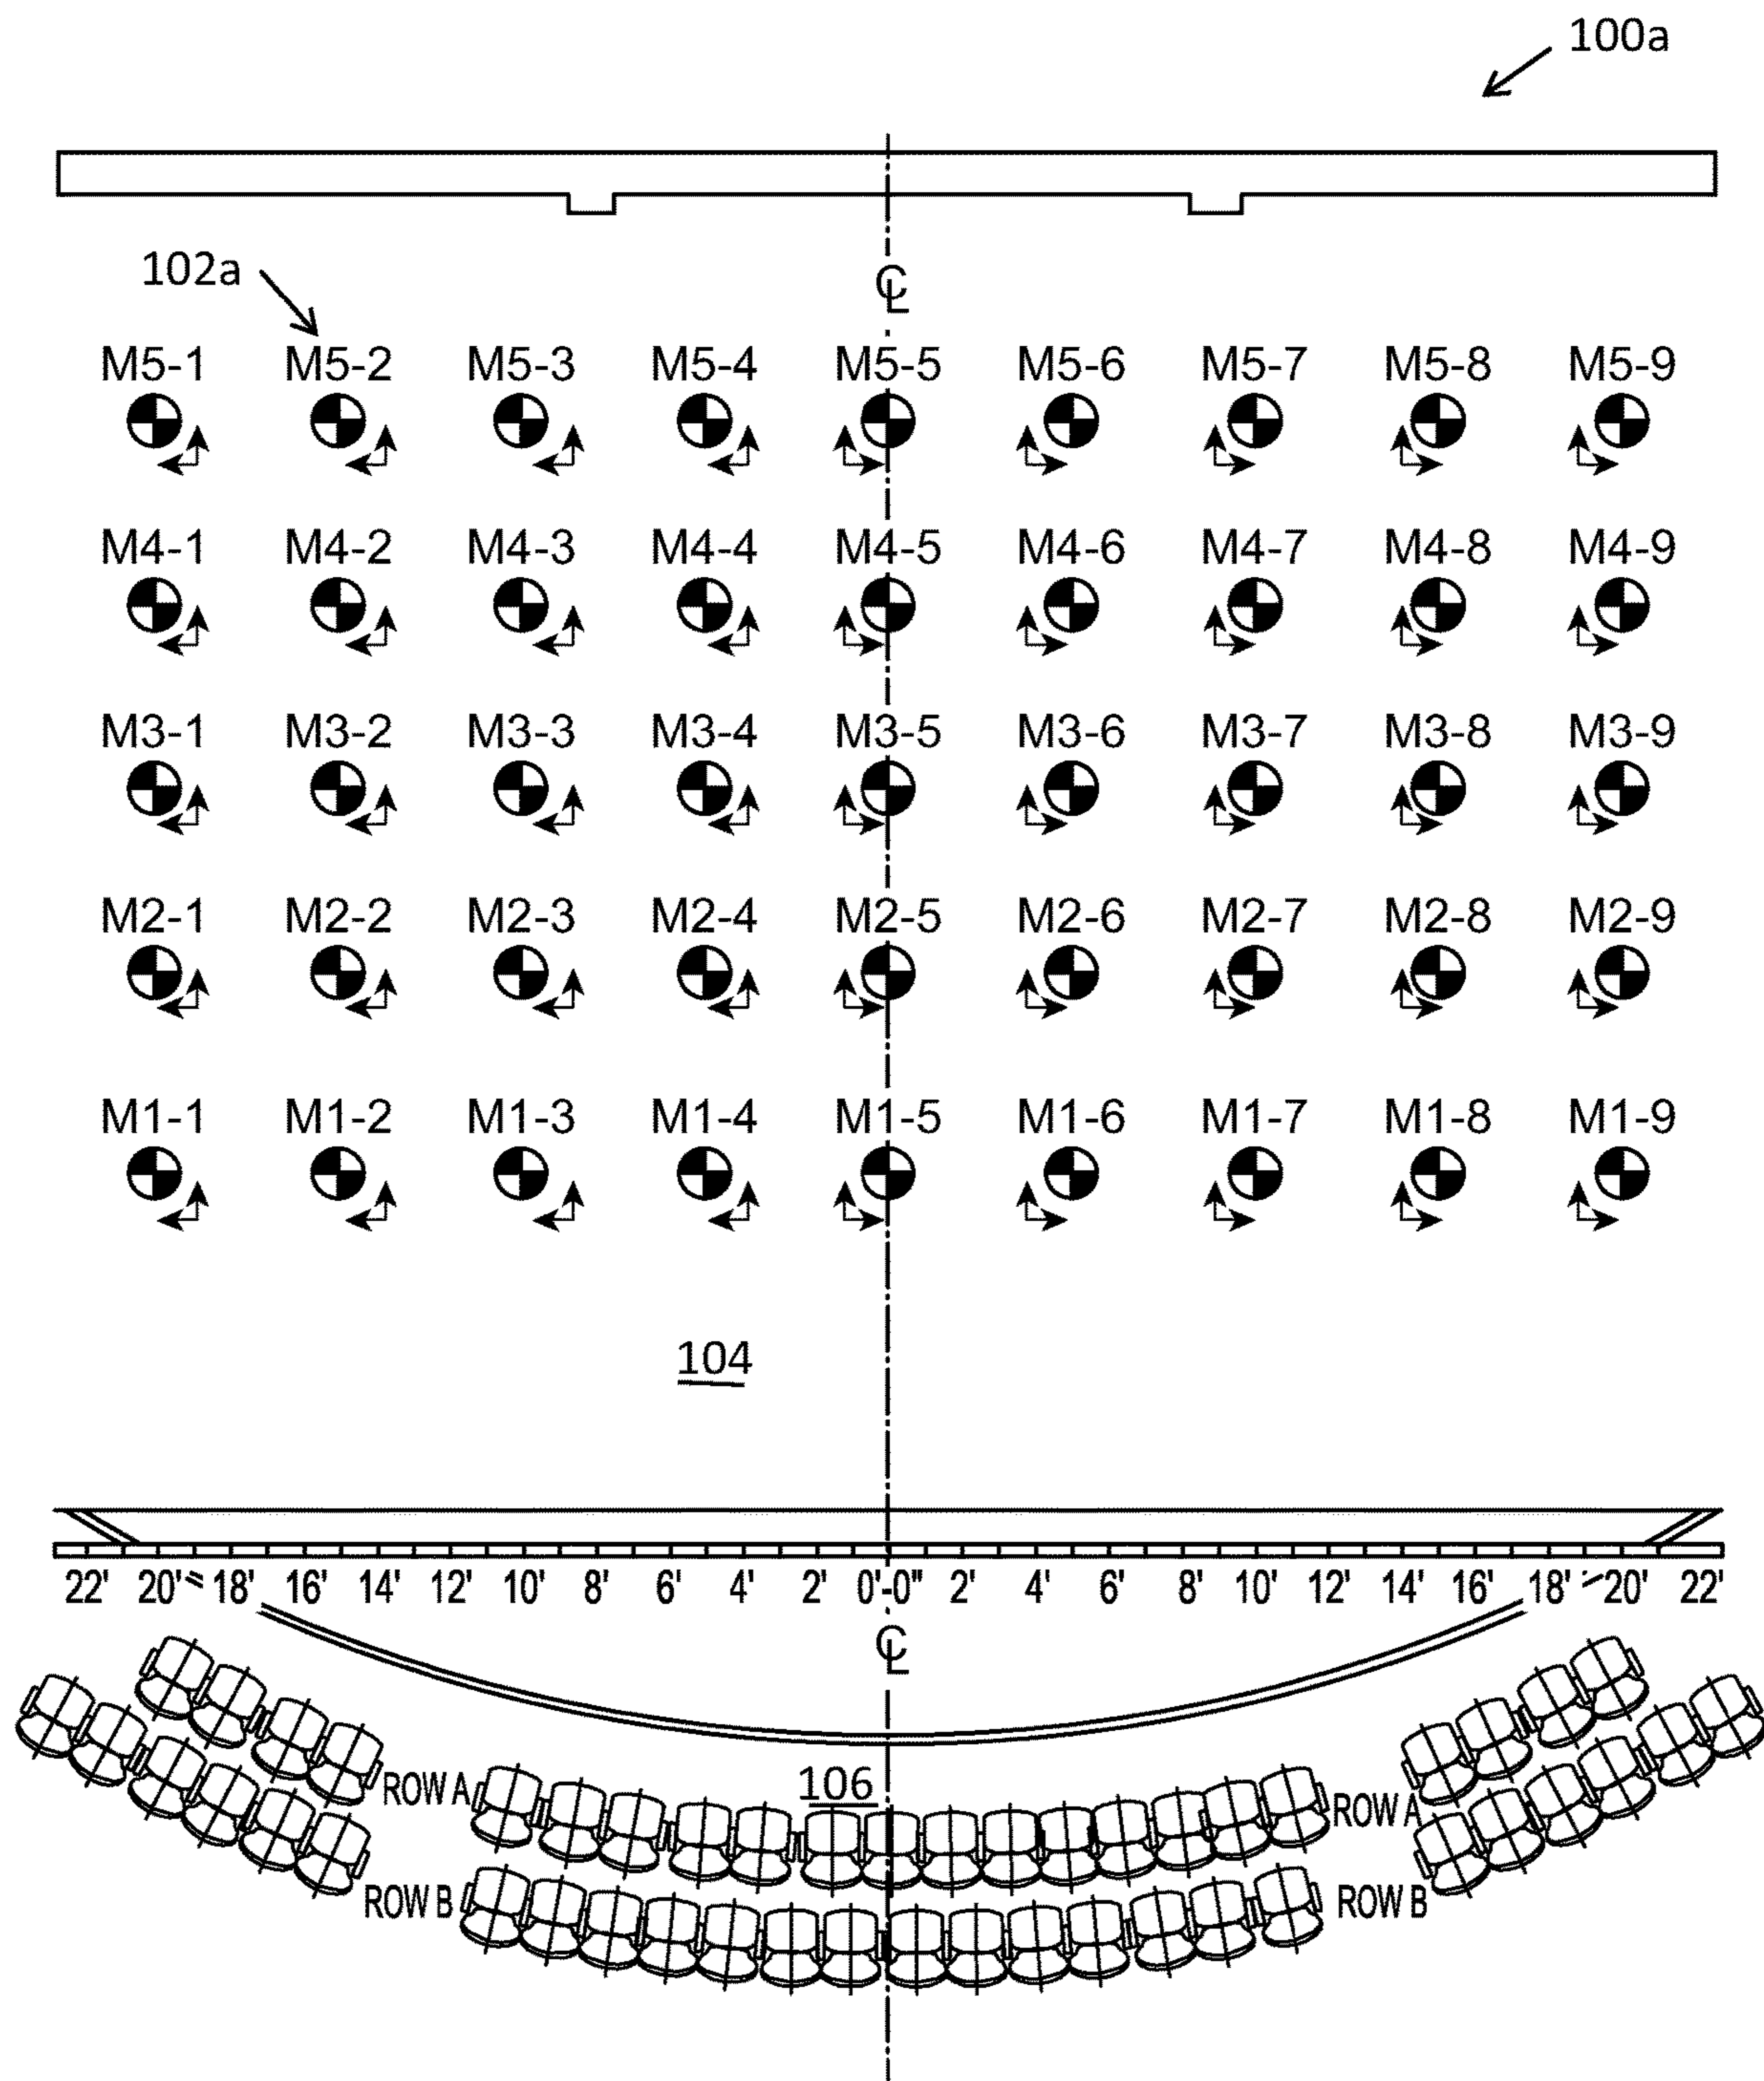 100a
℄
102a
M5-1 M5-2 M5-3 M5-4 M5-5 M5-6 M5-7 M5-8 M5-9
M4-1 M4-2 M4-3 M4-4 M4-5 M4-6 M4-7 M4-8 M4-9
M3-1 M3-2 M3-3 M3-4 M3-5 M3-6 M3-7 M3-8 M3-9
M2-1 M2-2 M2-3 M2-4 M2-5 M2-6 M2-7 M2-8 M2-9
M1-1 M1-2 M1-3 M1-4 M1-5 M1-6 M1-7 M1-8 M1-9
104
22' 20' 18' 16' 14' 12' 10' 8' 6' 4' 2' 0'-0" 2' 4' 6' 8' 10' 12' 14' 16' 18' 20' 22'
℄
106
ROW A ROW A
ROW B ROW B